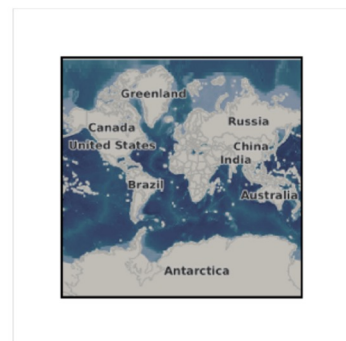 Greenland
Canada
Russia
United States
China
India
Brazil
Australia
Antarctica